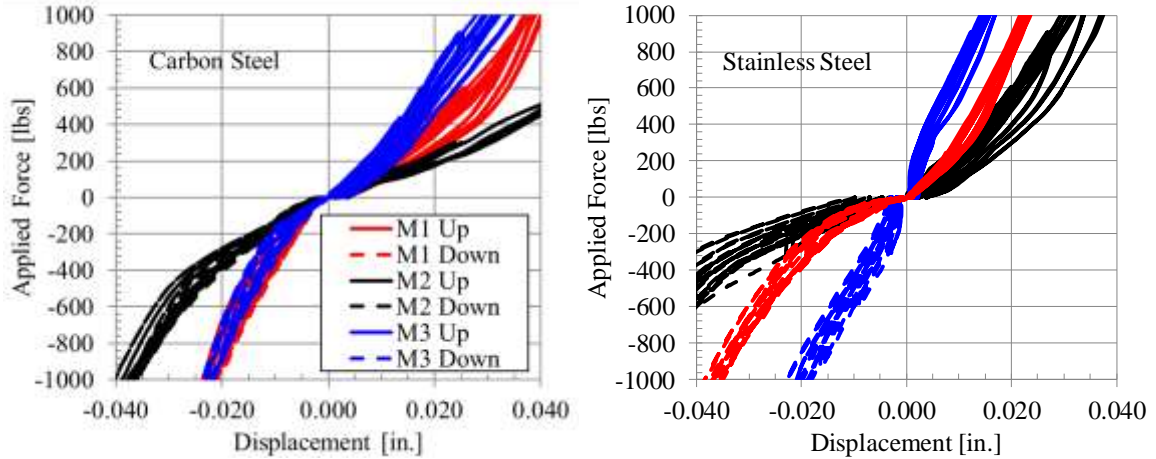 Applied Force [lbs]
1000
800
600
400
200
0
-200
-400
-600
-800
-1000
Carbon Steel
M1 Up
M1 Down
M2 Up
M2 Down
M3 Up
M3 Down
-0.040 -0.020 0.000 0.020 0.040
Displacement [in.]
Applied Force [lbs]
1000
800
600
400
200
0
-200
-400
-600
-800
-1000
Stainless Steel
-0.040 -0.020 0.000 0.020 0.040
Displacement [in.]